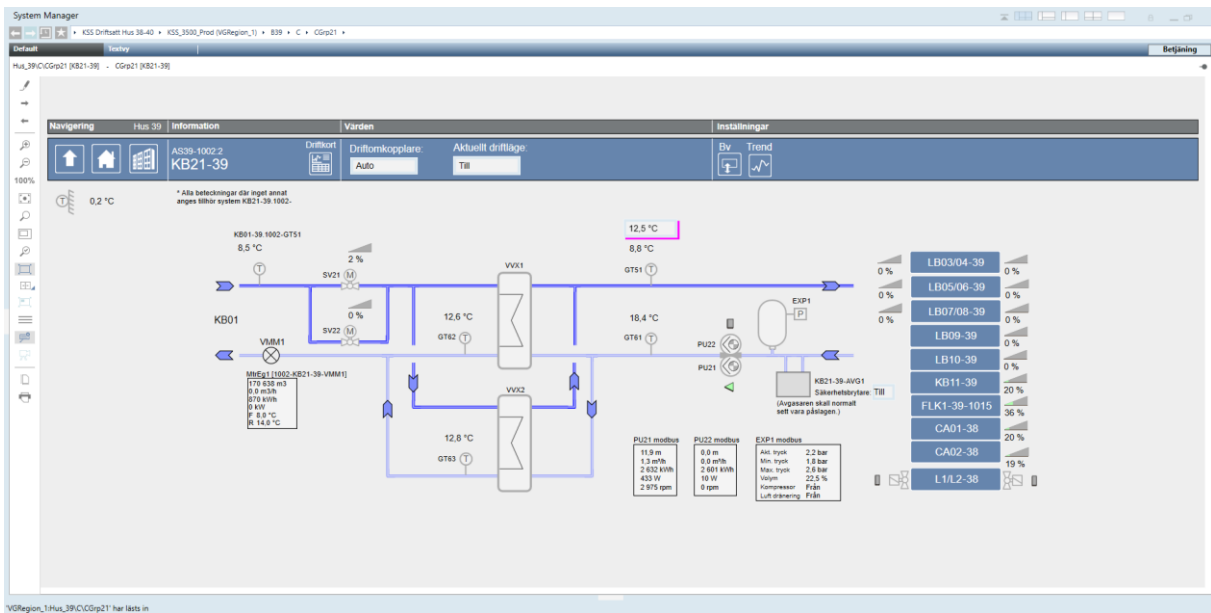 System Manager
KSS Driftsatt Hus 38-40 KSS_3500_Prod (VGRegion_1) B39 C CGrp21
Default Textvy Betjäning
Hus_39\C\CGrp21 [KB21-39] - CGrp21 [KB21-39]
Navigering Hus 39 Information Värden Inställningar
AS39-1002:2
KB21-39
Driftkort
Driftomkopplare:
Auto
Aktuellt driftläge:
Till
Bv Trend
100%
T 0,2 °C
* Alla beteckningar där inget annat
anges tillhör system KB21-39.1002-
KB01-39:1002-GT51
8,5 °C
T
2 %
SV21 M
0 %
SV22 M
KB01
VMM1
MtrEg1 [1002-KB21-39-VMM1]
170 638 m3
0,0 m3/h
870 kWh
0 kW
F 8,0 °C
R 14,0 °C
VVX1
12,6 °C
GT62 T
VVX2
12,8 °C
GT63 T
12,5 °C
8,8 °C
GT51 T
18,4 °C
GT61 T
PU22
PU21
EXP1
P
KB21-39-AVG1
Säkerhetsbrytare: Till
(Avgasaren skall normalt
sett vara påslagen.)
PU21 modbus
11,9 m
1,3 m³/h
2 632 kWh
433 W
2 975 rpm
PU22 modbus
0,0 m
0,0 m³/h
2 601 kWh
10 W
0 rpm
EXP1 modbus
Akt. tryck 2,2 bar
Min. tryck 1,8 bar
Max. tryck 2,6 bar
Volym 22,5 %
Kompressor Från
Luft dränering Från
0 % LB03/04-39 0 %
0 % LB05/06-39 0 %
0 % LB07/08-39 0 %
LB09-39 0 %
LB10-39 0 %
KB11-39 20 %
FLK1-39-1015 36 %
CA01-38 20 %
CA02-38 19 %
L1/L2-38
'VGRegion_1:Hus_39\C\CGrp21' har lästs in